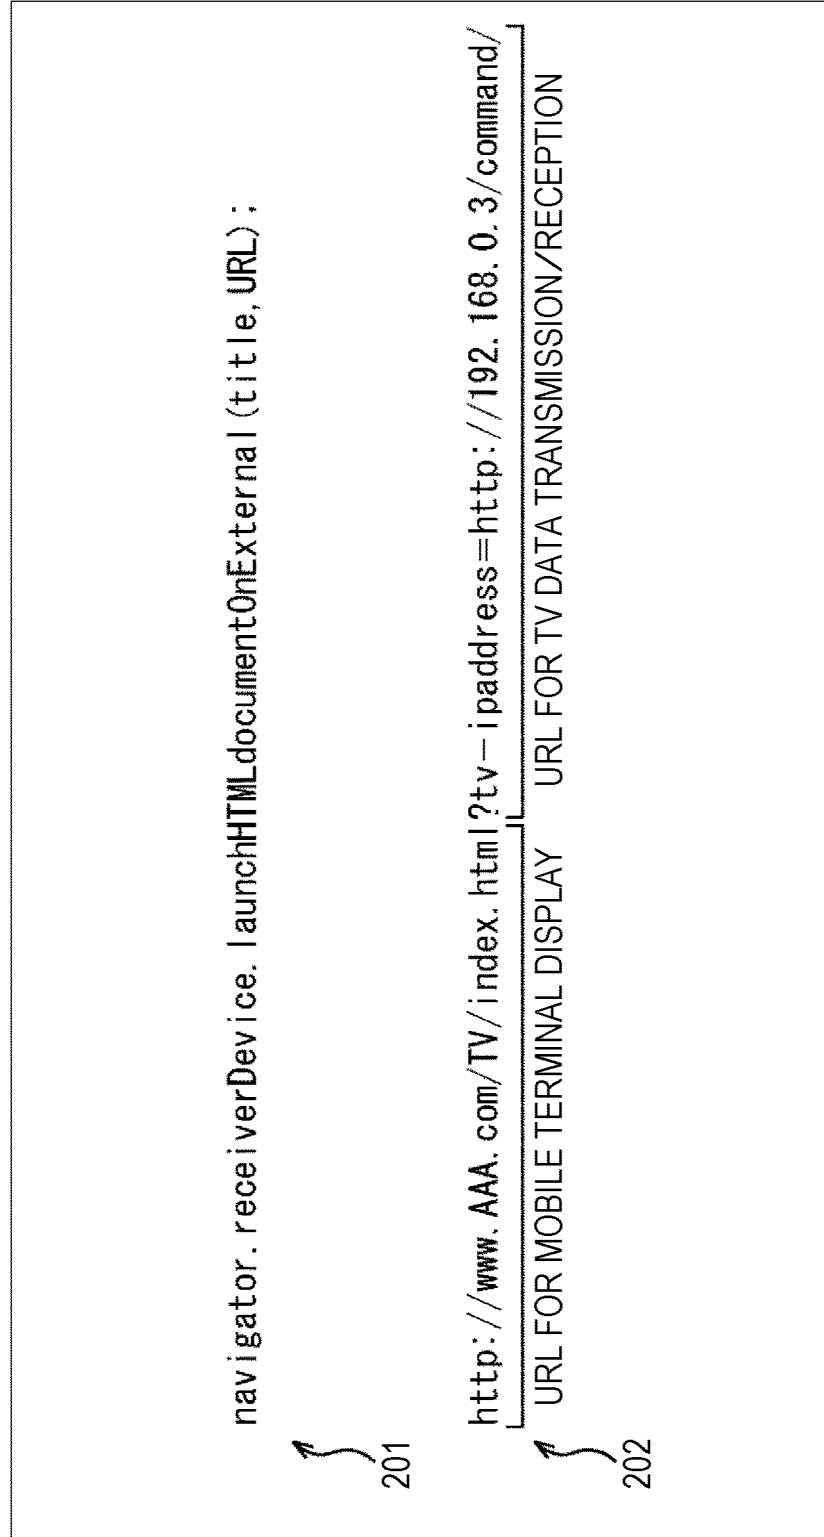 navigator.receiverDevice.launchHTMLdocumentOnExternal(title,URL);
201
http://www.AAA.com/TV/index.html?tv-ipaddress=http://192.168.0.3/command/
URL FOR MOBILE TERMINAL DISPLAY
URL FOR TV DATA TRANSMISSION/RECEPTION
202